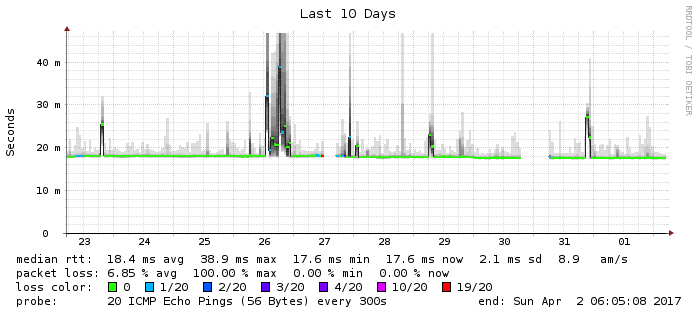 Last 10 Days
RRDTOOL / TOBI OETIKER
Seconds
40 m
30 m
20 m
10 m
0
23 24 25 26 27 28 29 30 31 01
median rtt: 18.4 ms avg 38.9 ms max 17.6 ms min 17.6 ms now 2.1 ms sd 8.9 am/s
packet loss: 6.85 % avg 100.00 % max 0.00 % min 0.00 % now
loss color: 0 1/20 2/20 3/20 4/20 10/20 19/20
probe: 20 ICMP Echo Pings (56 Bytes) every 300s end: Sun Apr 2 06:05:08 2017